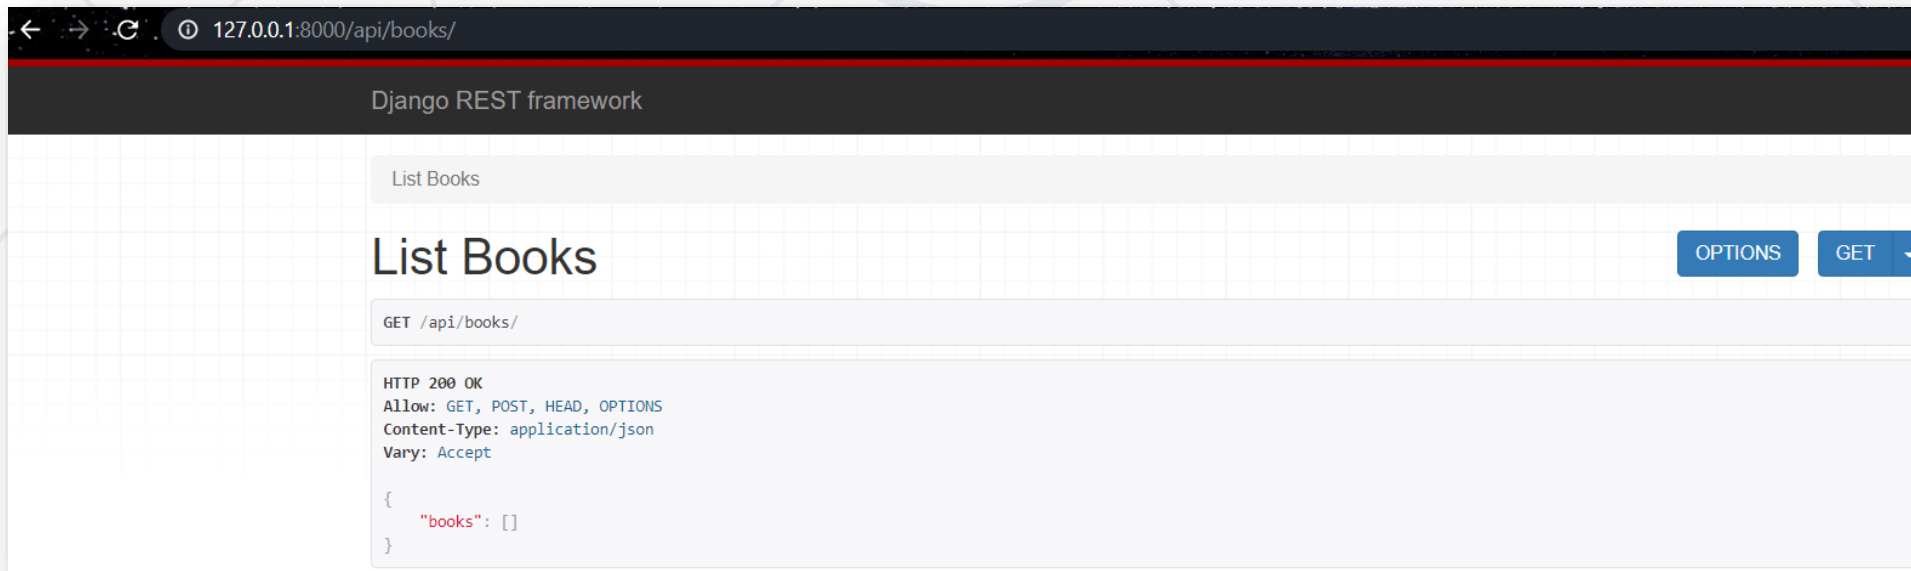 127.0.0.1:8000/api/books/
Django REST framework
List Books
List Books
OPTIONS
GET
GET /api/books/
HTTP 200 OK
Allow: GET, POST, HEAD, OPTIONS
Content-Type: application/json
Vary: Accept
{
"books": []
}